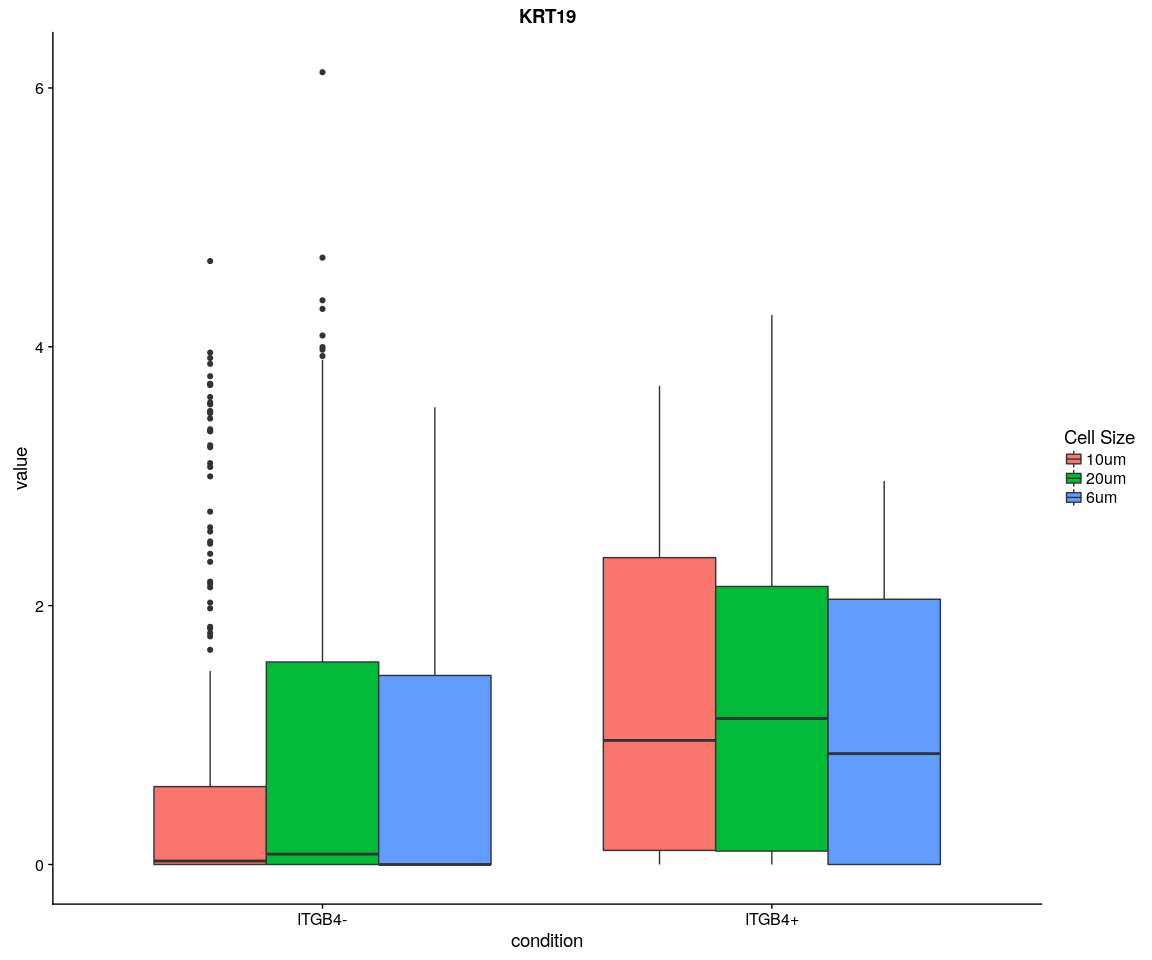 KRT19
6
4
2
0
value
ITGB4-
ITGB4+
condition
Cell Size
10um
20um
6um